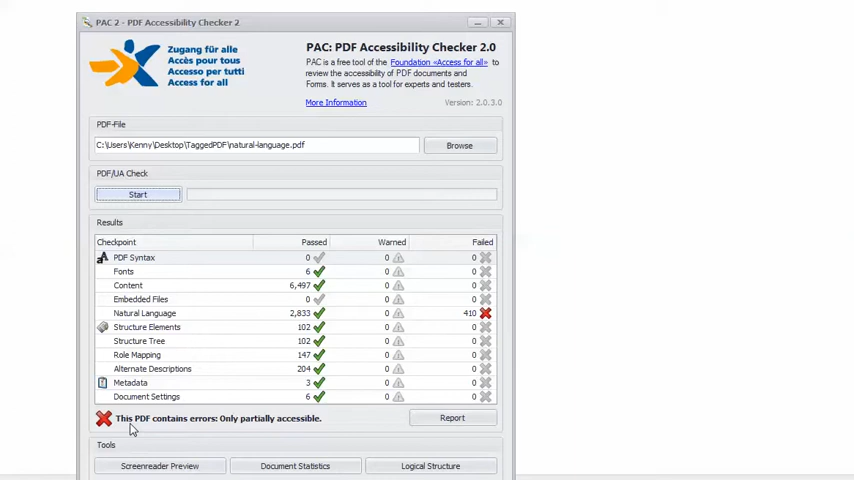 PAC 2 - PDF Accessibility Checker 2
Zugang für alle
Accès pour tous
Accesso per tutti
Access for all
PAC: PDF Accessibility Checker 2.0
PAC is a free tool of the Foundation «Access for all» to
review the accessibility of PDF documents and
Forms. It serves as a tool for experts and testers.
More Information
Version: 2.0.3.0
PDF-File
C:\Users\Kenny\Desktop\TaggedPDF\natural-language.pdf
Browse
PDF/UA Check
Start
Results
Checkpoint Passed Warned Failed
PDF Syntax 0 0 0
Fonts 6 0 0
Content 6,497 0 0
Embedded Files 0 0 0
Natural Language 2,833 0 410
Structure Elements 102 0 0
Structure Tree 102 0 0
Role Mapping 147 0 0
Alternate Descriptions 204 0 0
Metadata 3 0 0
Document Settings 6 0 0
This PDF contains errors: Only partially accessible.
Report
Tools
Screenreader Preview Document Statistics Logical Structure